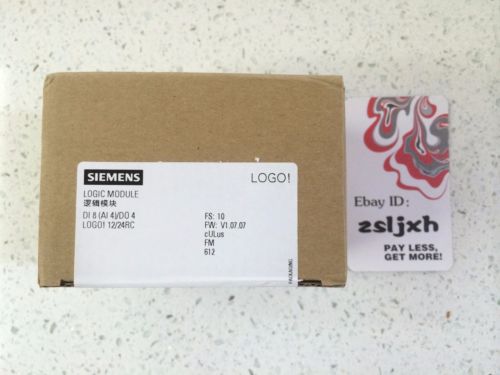 SIEMENS
LOGO!
LOGIC MODULE
逻辑模块
DI 8 (AI 4)/DO 4
LOGO! 12/24RC
FS: 10
FW: V1.07.07
cULus
FM
612
PACKAGING
Ebay ID:
zsljxh
PAY LESS,
GET MORE!